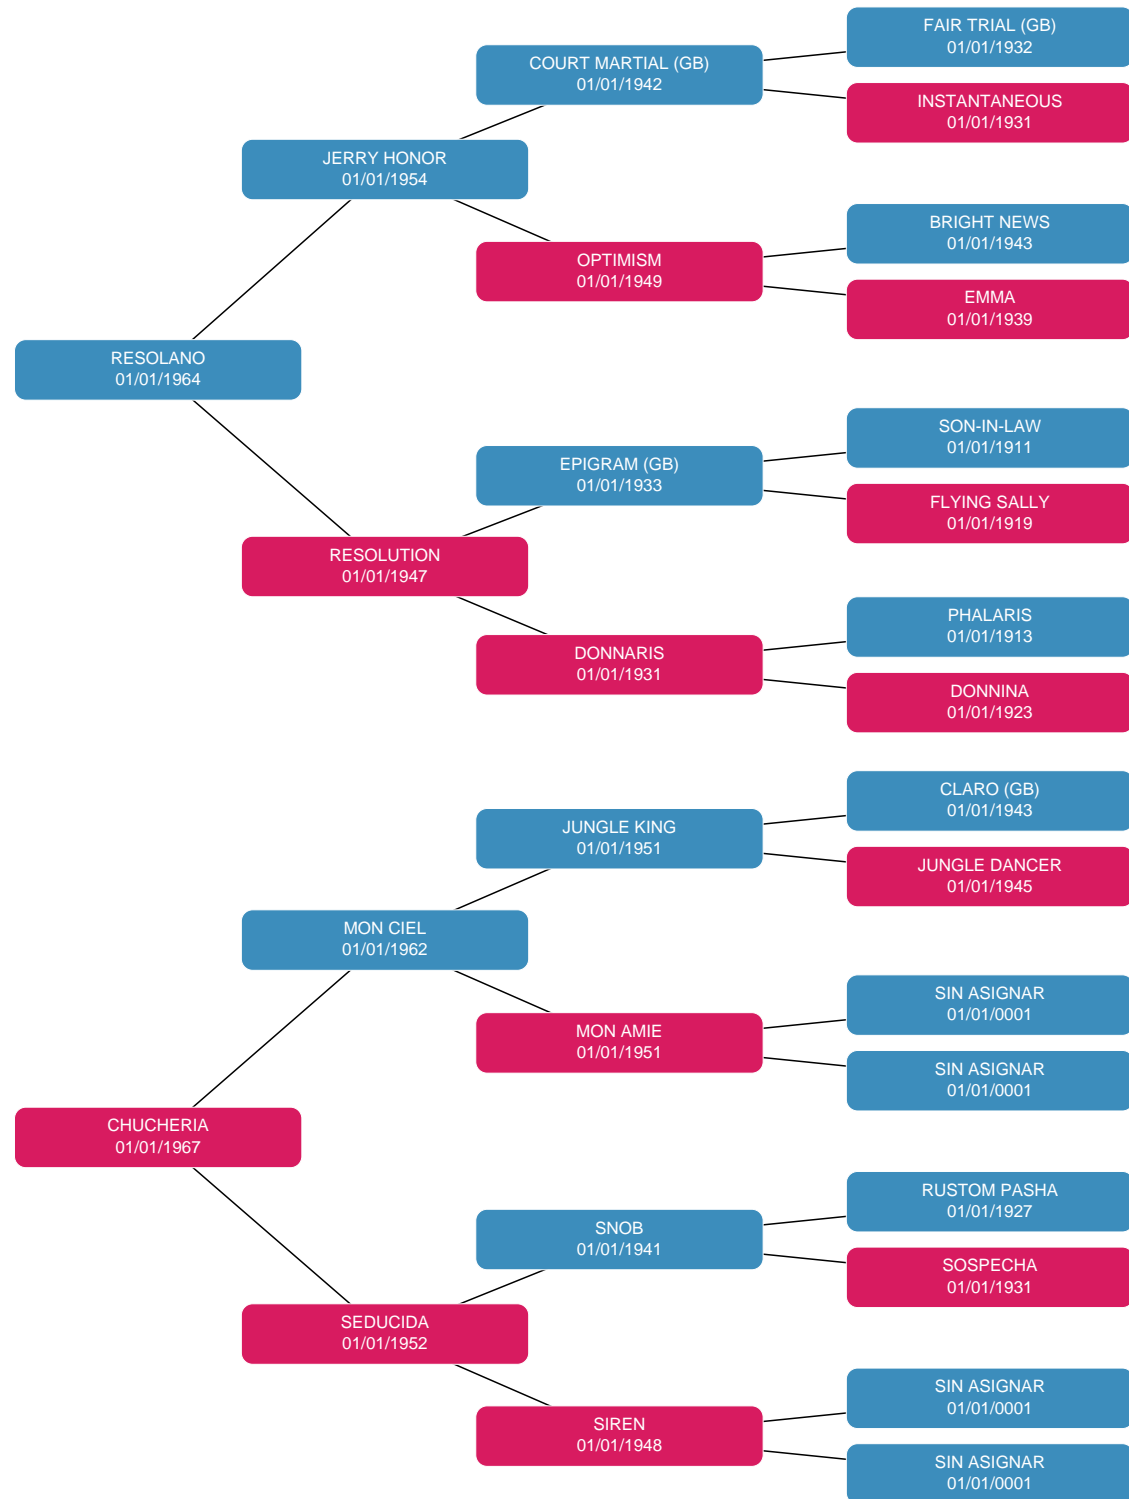 FAIR TRIAL (GB)
01/01/1932
COURT MARTIAL (GB)
01/01/1942
INSTANTANEOUS
01/01/1931
JERRY HONOR
01/01/1954
BRIGHT NEWS
01/01/1943
OPTIMISM
01/01/1949
EMMA
01/01/1939
RESOLANO
01/01/1964
SON-IN-LAW
01/01/1911
EPIGRAM (GB)
01/01/1933
FLYING SALLY
01/01/1919
RESOLUTION
01/01/1947
PHALARIS
01/01/1913
DONNARIS
01/01/1931
DONNINA
01/01/1923
CLARO (GB)
01/01/1943
JUNGLE KING
01/01/1951
JUNGLE DANCER
01/01/1945
MON CIEL
01/01/1962
SIN ASIGNAR
01/01/0001
MON AMIE
01/01/1951
SIN ASIGNAR
01/01/0001
CHUCHERIA
01/01/1967
RUSTOM PASHA
01/01/1927
SNOB
01/01/1941
SOSPECHA
01/01/1931
SEDUCIDA
01/01/1952
SIN ASIGNAR
01/01/0001
SIREN
01/01/1948
SIN ASIGNAR
01/01/0001